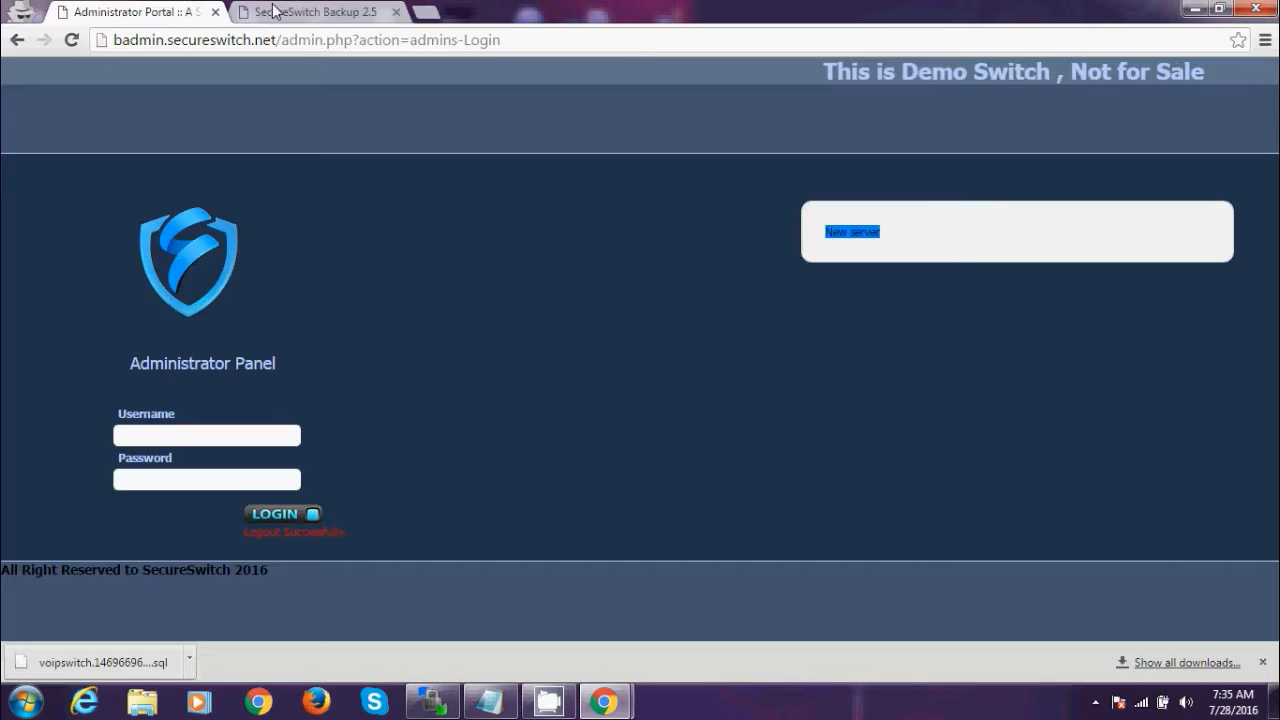 Administrator Portal :: A S
SecureSwitch Backup 2.5
badmin.secureswitch.net/admin.php?action=admins-Login
This is Demo Switch , Not for Sale
New server
Administrator Panel
Username
Password
LOGIN
Logout Successfully
All Right Reserved to SecureSwitch 2016
voipswitch.14696696....sql
Show all downloads...
7:35 AM
7/28/2016